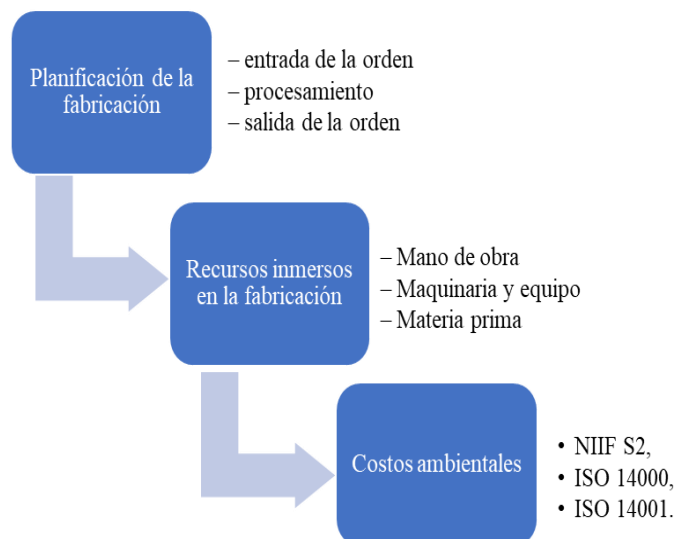 Planificación de la
fabricación
– entrada de la orden
– procesamiento
– salida de la orden
Recursos inmersos
en la fabricación
– Mano de obra
– Maquinaria y equipo
– Materia prima
Costos ambientales
• NIIF S2,
• ISO 14000,
• ISO 14001.